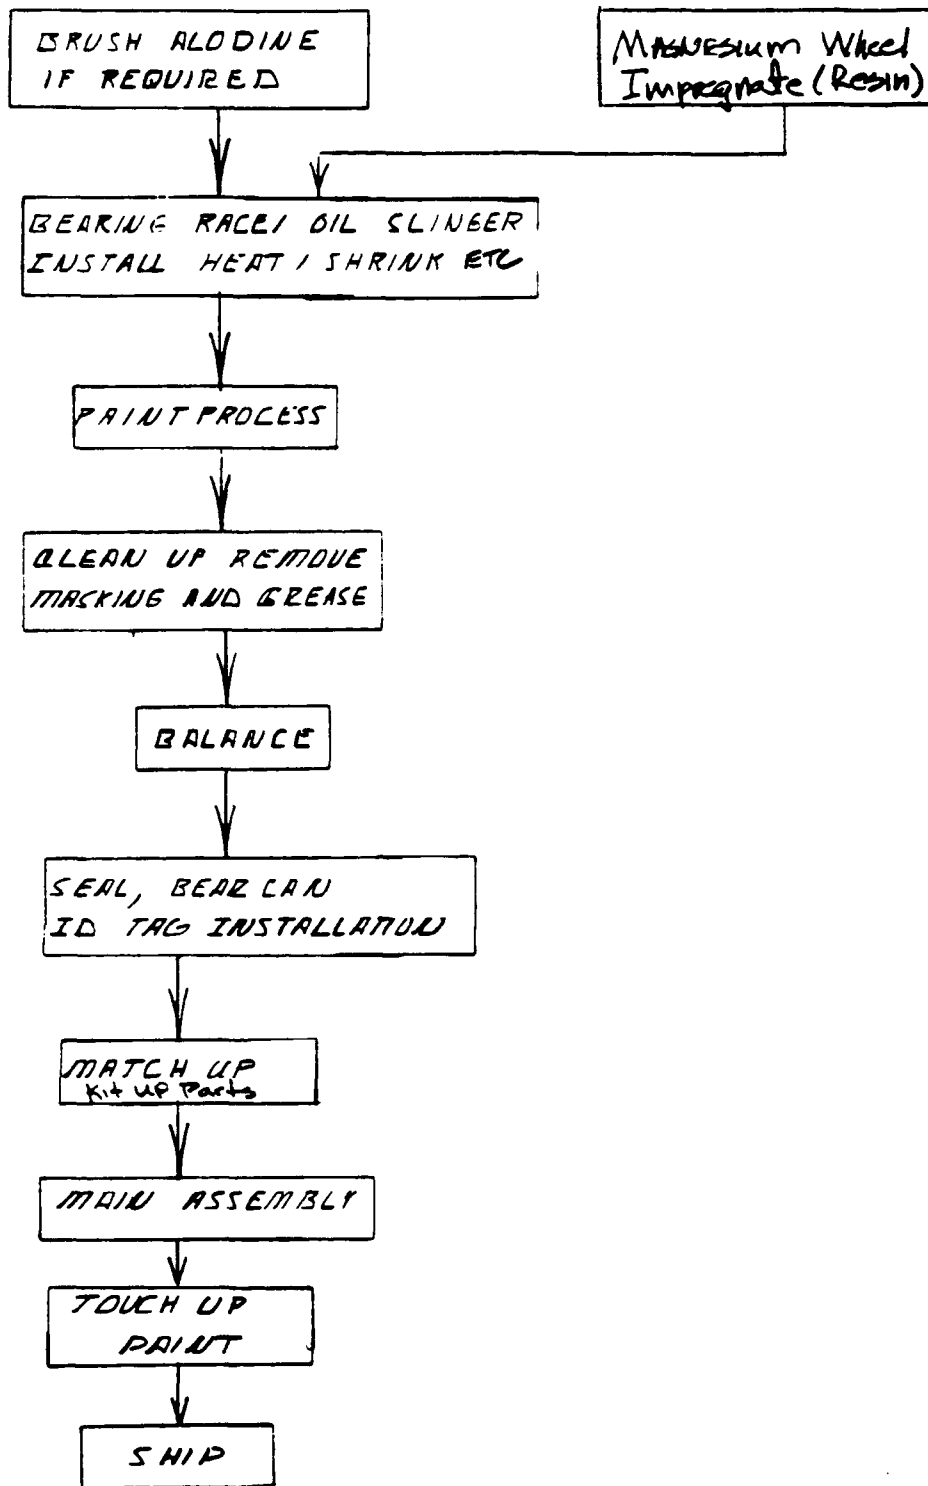 BRUSH ALODINE
IF REQUIRED
MAGNESIUM Wheel
Impregnate (Resin)
BEARING RACE/ OIL SLINGER
INSTALL HEAT / SHRINK ETC
PAINT PROCESS
CLEAN UP REMOVE
MASKING AND GREASE
BALANCE
SEAL, BEAR CAN
ID TAG INSTALLATION
MATCH UP
Kit UP Parts
MAIN ASSEMBLY
TOUCH UP
PAINT
SHIP